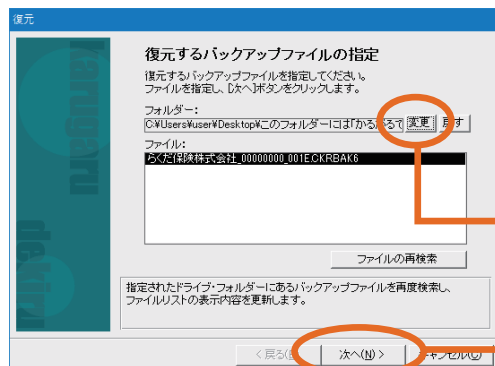 復元
karugaru
dekiru
復元するバックアップファイルの指定
復元するバックアップファイルを指定してください。
ファイルを指定し、[次へ]ボタンをクリックします。
フォルダー:
C:¥Users¥user¥Desktop¥このフォルダーには「かるがるで 変更 戻す
ファイル:
らくだ保険株式会社_00000000_001E.CKRBAK6
ファイルの再検索
指定されたドライブ・フォルダーにあるバックアップファイルを再度検索し、
ファイルリストの表示内容を更新します。
< 戻る( 次へ(N) > キャンセル(C)